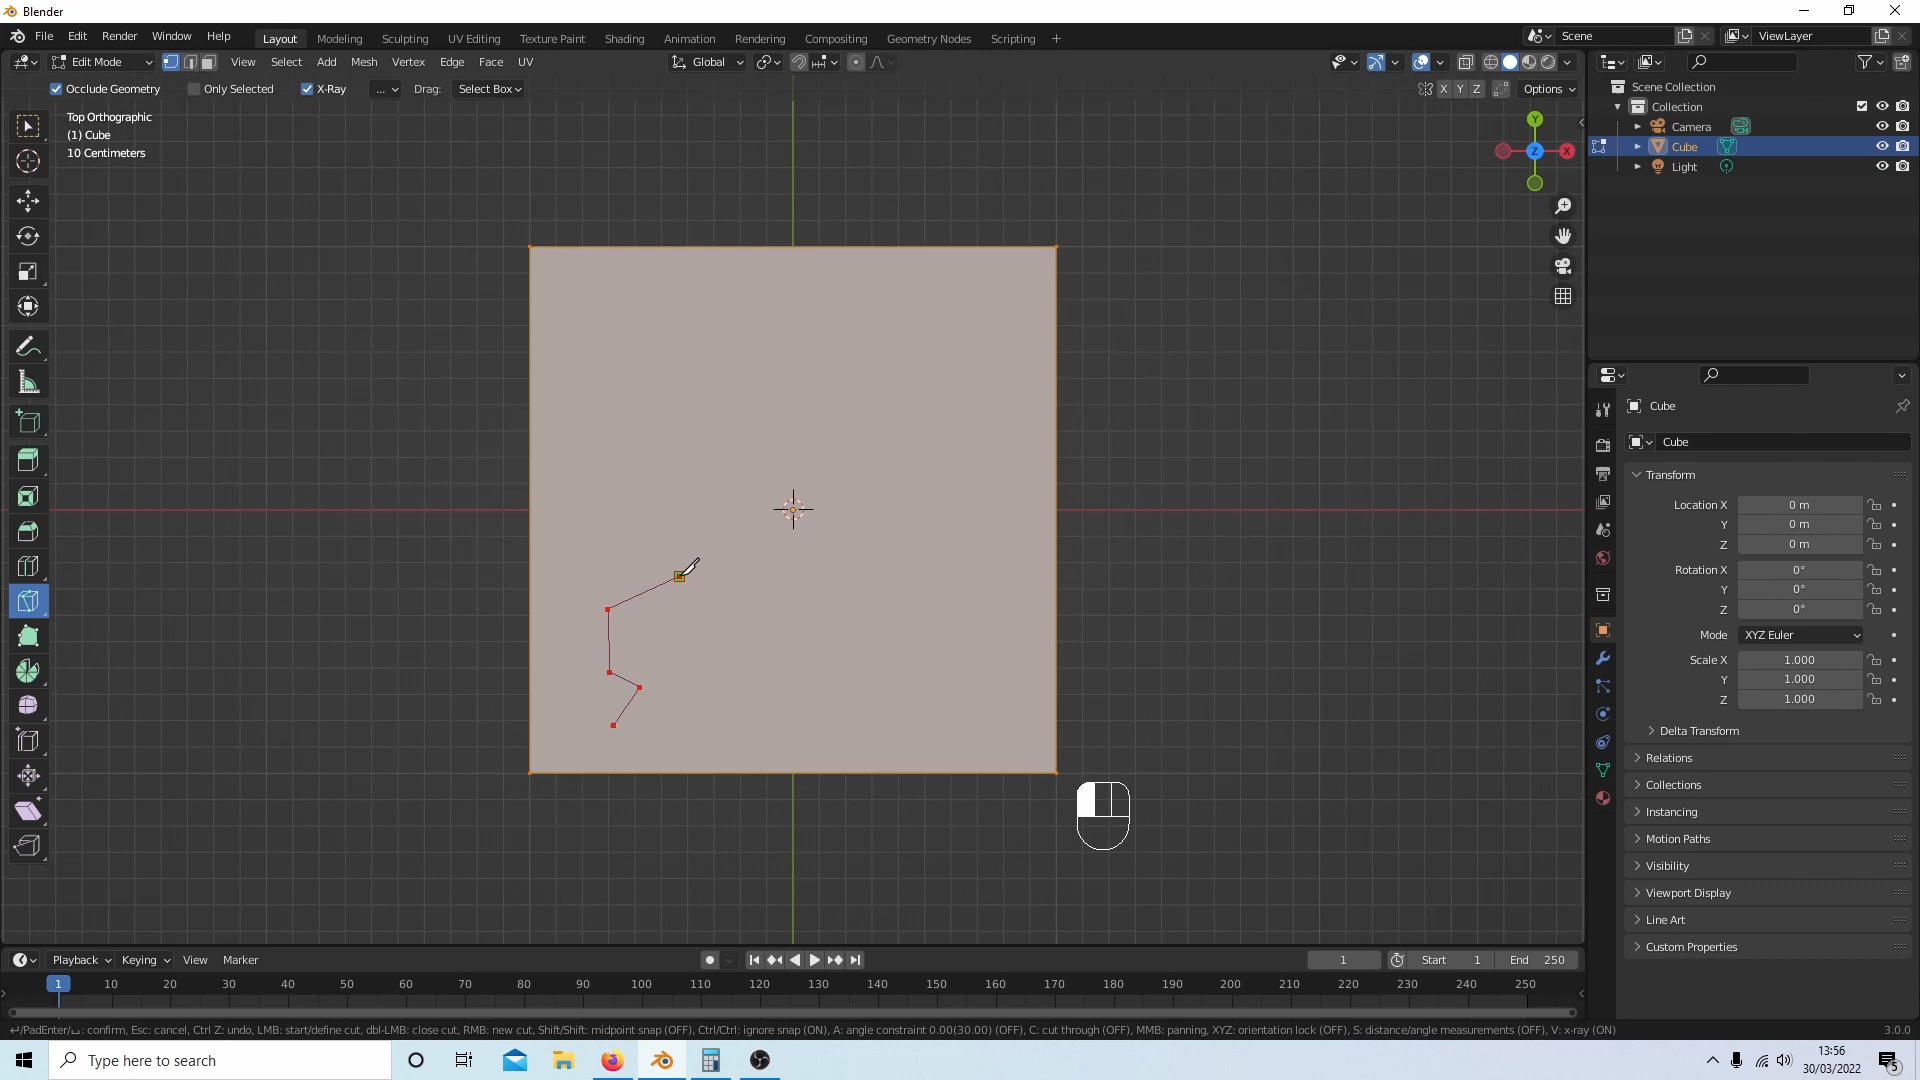 Blender
File Edit Render Window Help Layout Modeling Sculpting UV Editing Texture Paint Shading Animation Rendering Compositing Geometry Nodes Scripting + Scene ViewLayer
Edit Mode View Select Add Mesh Vertex Edge Face UV Global
Occlude Geometry Only Selected X-Ray ... Drag: Select Box X Y Z Options
Top Orthographic
(1) Cube
10 Centimeters
Y
Z
X
Scene Collection
Collection
Camera
Cube
Light
Cube
Cube
Transform
Location X 0 m
Y 0 m
Z 0 m
Rotation X 0°
Y 0°
Z 0°
Mode XYZ Euler
Scale X 1.000
Y 1.000
Z 1.000
Delta Transform
Relations
Collections
Instancing
Motion Paths
Visibility
Viewport Display
Line Art
Custom Properties
Playback Keying View Marker 1 Start 1 End 250
1 10 20 30 40 50 60 70 80 90 100 110 120 130 140 150 160 170 180 190 200 210 220 230 240 250
↵/PadEnter/␣: confirm, Esc: cancel, Ctrl Z: undo, LMB: start/define cut, dbl-LMB: close cut, RMB: new cut, Shift/Shift: midpoint snap (OFF), Ctrl/Ctrl: ignore snap (ON), A: angle constraint 0.00(30.00) (OFF), C: cut through (OFF), MMB: panning, XYZ: orientation lock (OFF), S: distance/angle measurements (OFF), V: x-ray (ON) 3.0.0
Type here to search
13:56
30/03/2022
5